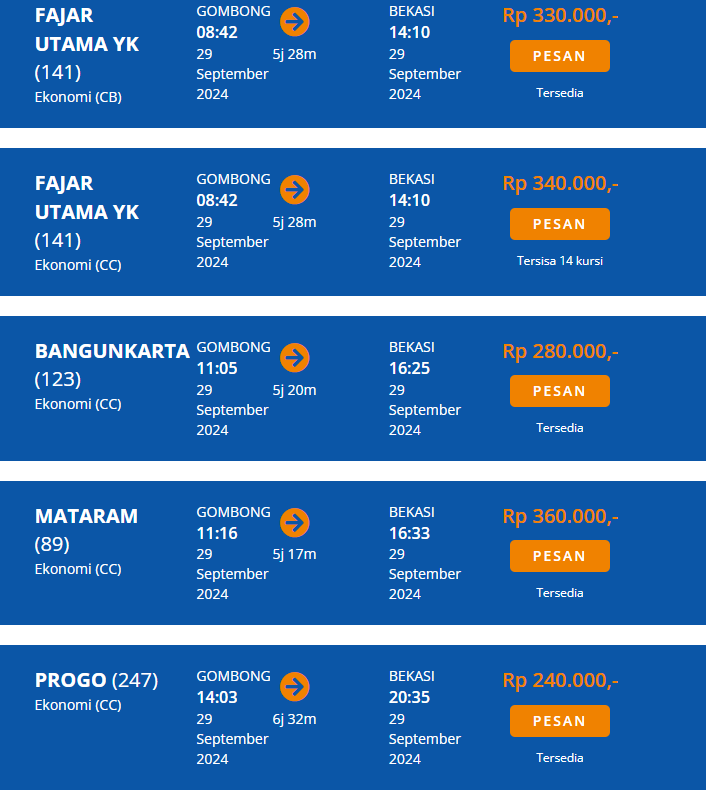 FAJAR
UTAMA YK
(141)
Ekonomi (CB)
GOMBONG
08:42
29
September
2024
5j 28m
BEKASI
14:10
29
September
2024
Rp 330.000,-
PESAN
Tersedia
FAJAR
UTAMA YK
(141)
Ekonomi (CC)
GOMBONG
08:42
29
September
2024
5j 28m
BEKASI
14:10
29
September
2024
Rp 340.000,-
PESAN
Tersisa 14 kursi
BANGUNKARTA
(123)
Ekonomi (CC)
GOMBONG
11:05
29
September
2024
5j 20m
BEKASI
16:25
29
September
2024
Rp 280.000,-
PESAN
Tersedia
MATARAM
(89)
Ekonomi (CC)
GOMBONG
11:16
29
September
2024
5j 17m
BEKASI
16:33
29
September
2024
Rp 360.000,-
PESAN
Tersedia
PROGO (247)
Ekonomi (CC)
GOMBONG
14:03
29
September
2024
6j 32m
BEKASI
20:35
29
September
2024
Rp 240.000,-
PESAN
Tersedia